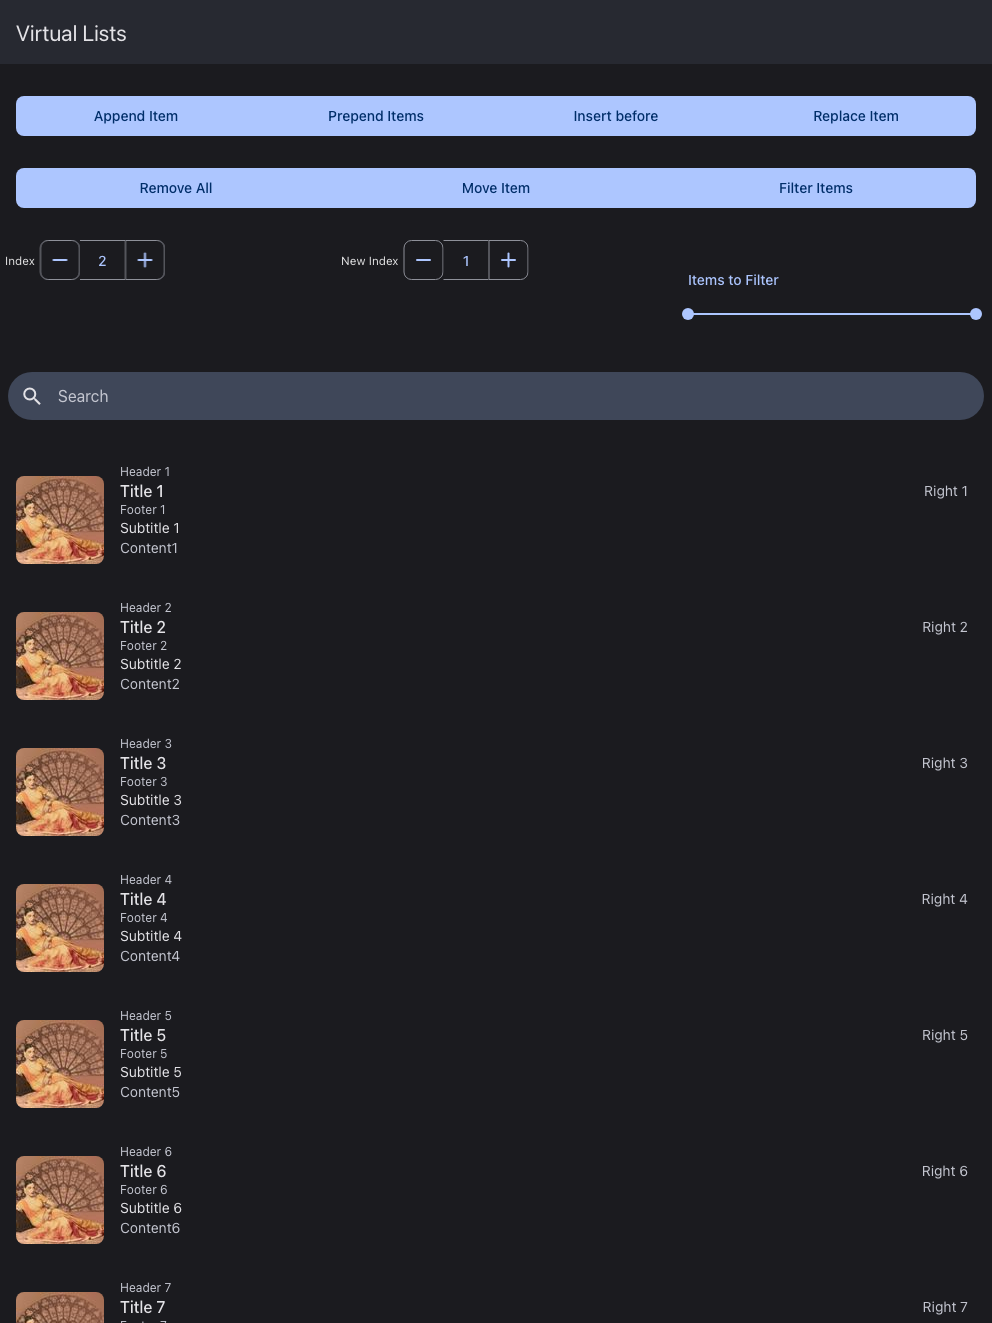 Virtual Lists
Append Item Prepend Items Insert before Replace Item
Remove All Move Item Filter Items
Index 2 New Index 1
Items to Filter
Search
Header 1
Title 1 Right 1
Footer 1
Subtitle 1
Content1
Header 2
Title 2 Right 2
Footer 2
Subtitle 2
Content2
Header 3
Title 3 Right 3
Footer 3
Subtitle 3
Content3
Header 4
Title 4 Right 4
Footer 4
Subtitle 4
Content4
Header 5
Title 5 Right 5
Footer 5
Subtitle 5
Content5
Header 6
Title 6 Right 6
Footer 6
Subtitle 6
Content6
Header 7
Title 7 Right 7